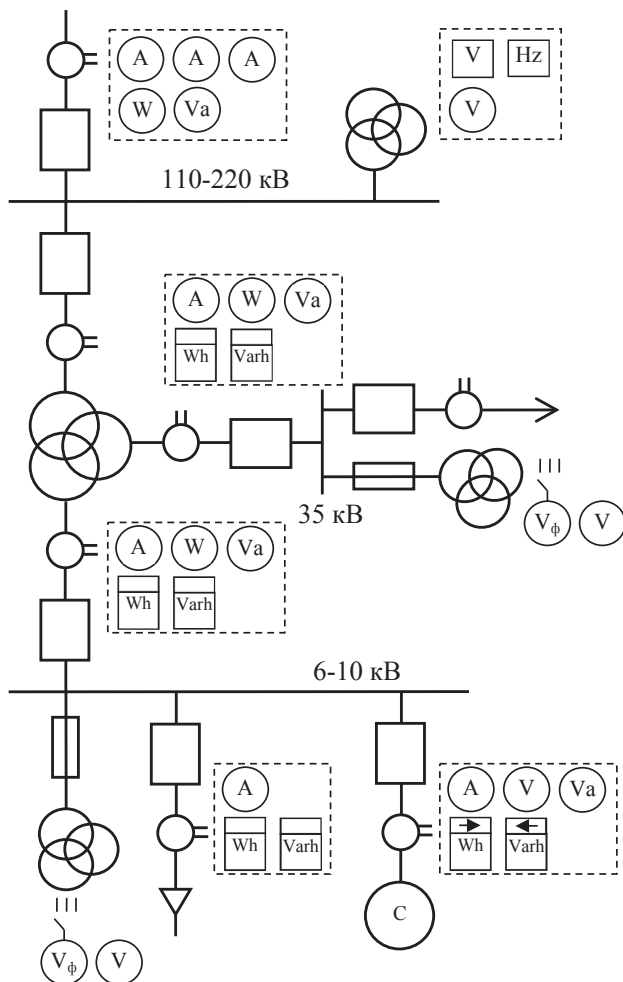 A A A
W Va
V Hz
V
110-220 кВ
A W Va
Wh Varh
35 кВ
Vф V
A W Va
Wh Varh
6-10 кВ
A
Wh Varh
A V Va
Wh Varh
C
Vф V